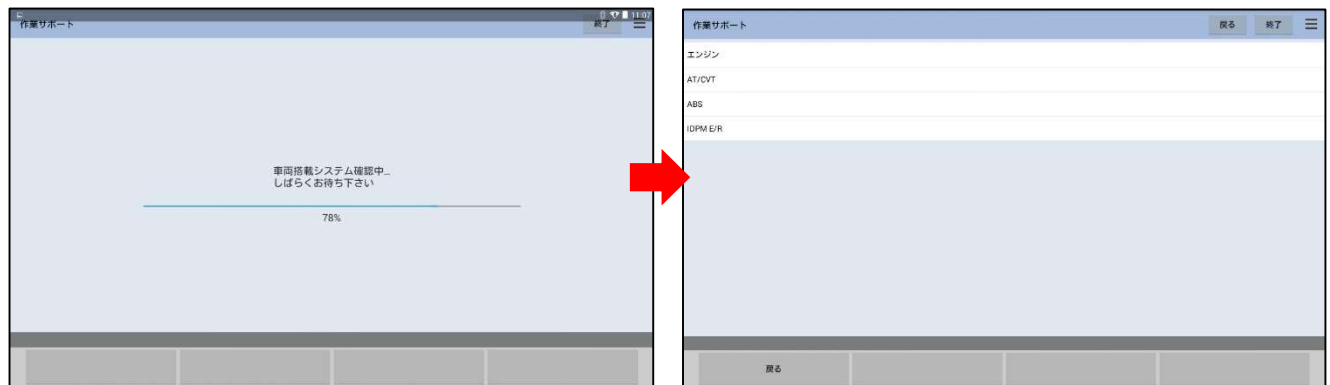 作業サポート
終了
11:07
車両搭載システム確認中...
しばらくお待ち下さい
78%
作業サポート
戻る
終了
エンジン
AT/CVT
ABS
IDPM E/R
戻る